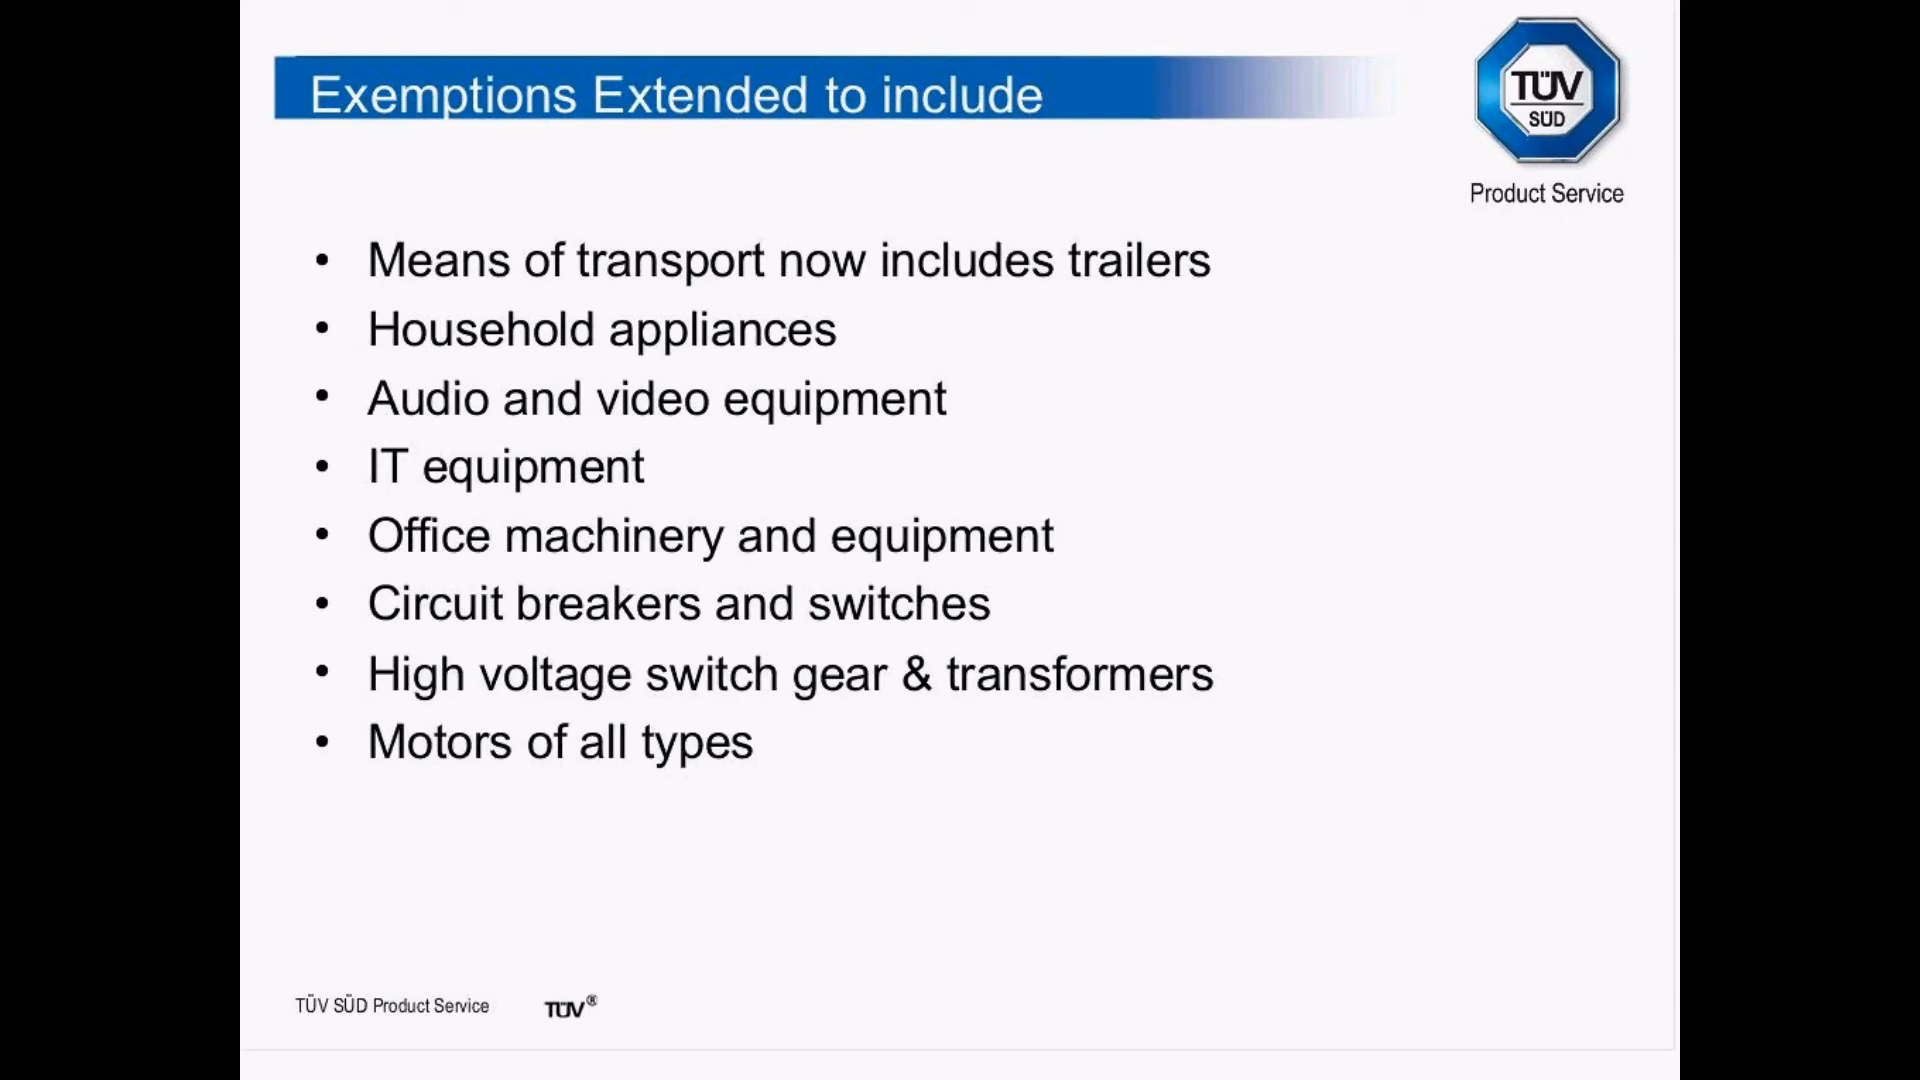 Exemptions Extended to include
TÜV
SÜD
Product Service
• Means of transport now includes trailers
• Household appliances
• Audio and video equipment
• IT equipment
• Office machinery and equipment
• Circuit breakers and switches
• High voltage switch gear & transformers
• Motors of all types
TÜV SÜD Product Service
TÜV®